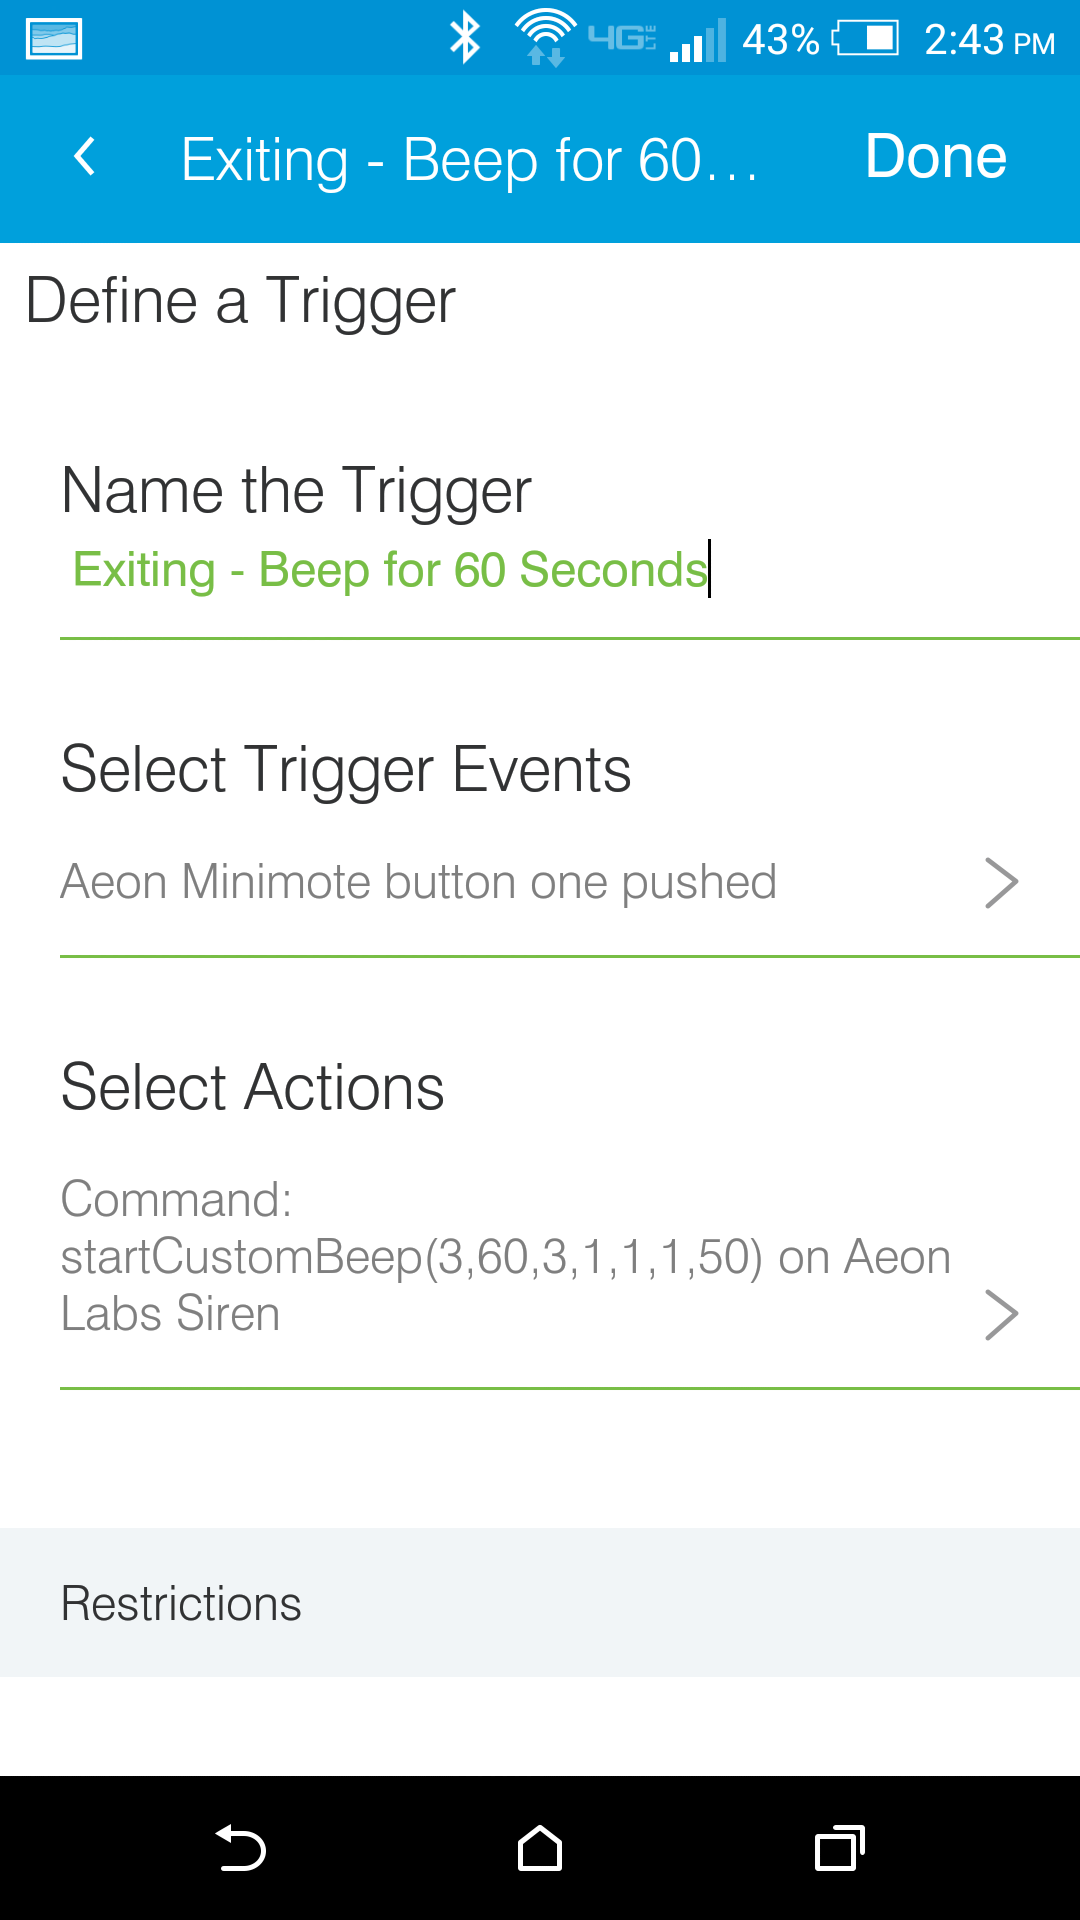 4G LTE 43% 2:43 PM
Exiting - Beep for 60... Done
Define a Trigger
Name the Trigger
Exiting - Beep for 60 Seconds
Select Trigger Events
Aeon Minimote button one pushed
Select Actions
Command:
startCustomBeep(3,60,3,1,1,1,50) on Aeon
Labs Siren
Restrictions